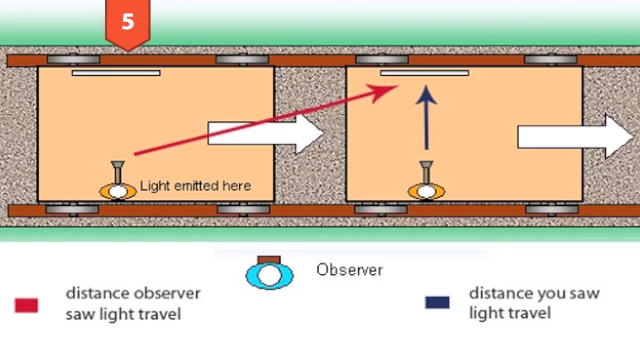 5
Light emitted here
Observer
distance observer
saw light travel
distance you saw
light travel